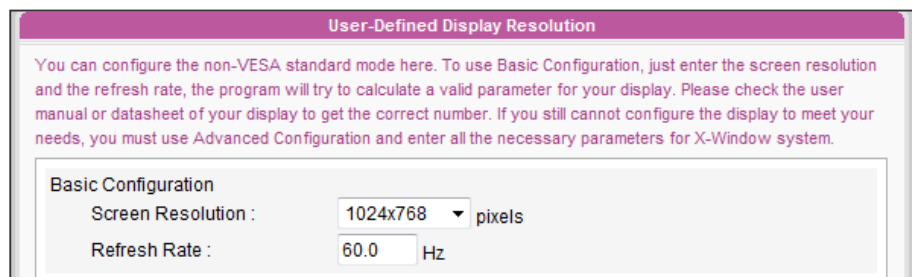 User-Defined Display Resolution
You can configure the non-VESA standard mode here. To use Basic Configuration, just enter the screen resolution
and the refresh rate, the program will try to calculate a valid parameter for your display. Please check the user
manual or datasheet of your display to get the correct number. If you still cannot configure the display to meet your
needs, you must use Advanced Configuration and enter all the necessary parameters for X-Window system.
Basic Configuration
Screen Resolution : 1024x768 pixels
Refresh Rate : 60.0 Hz